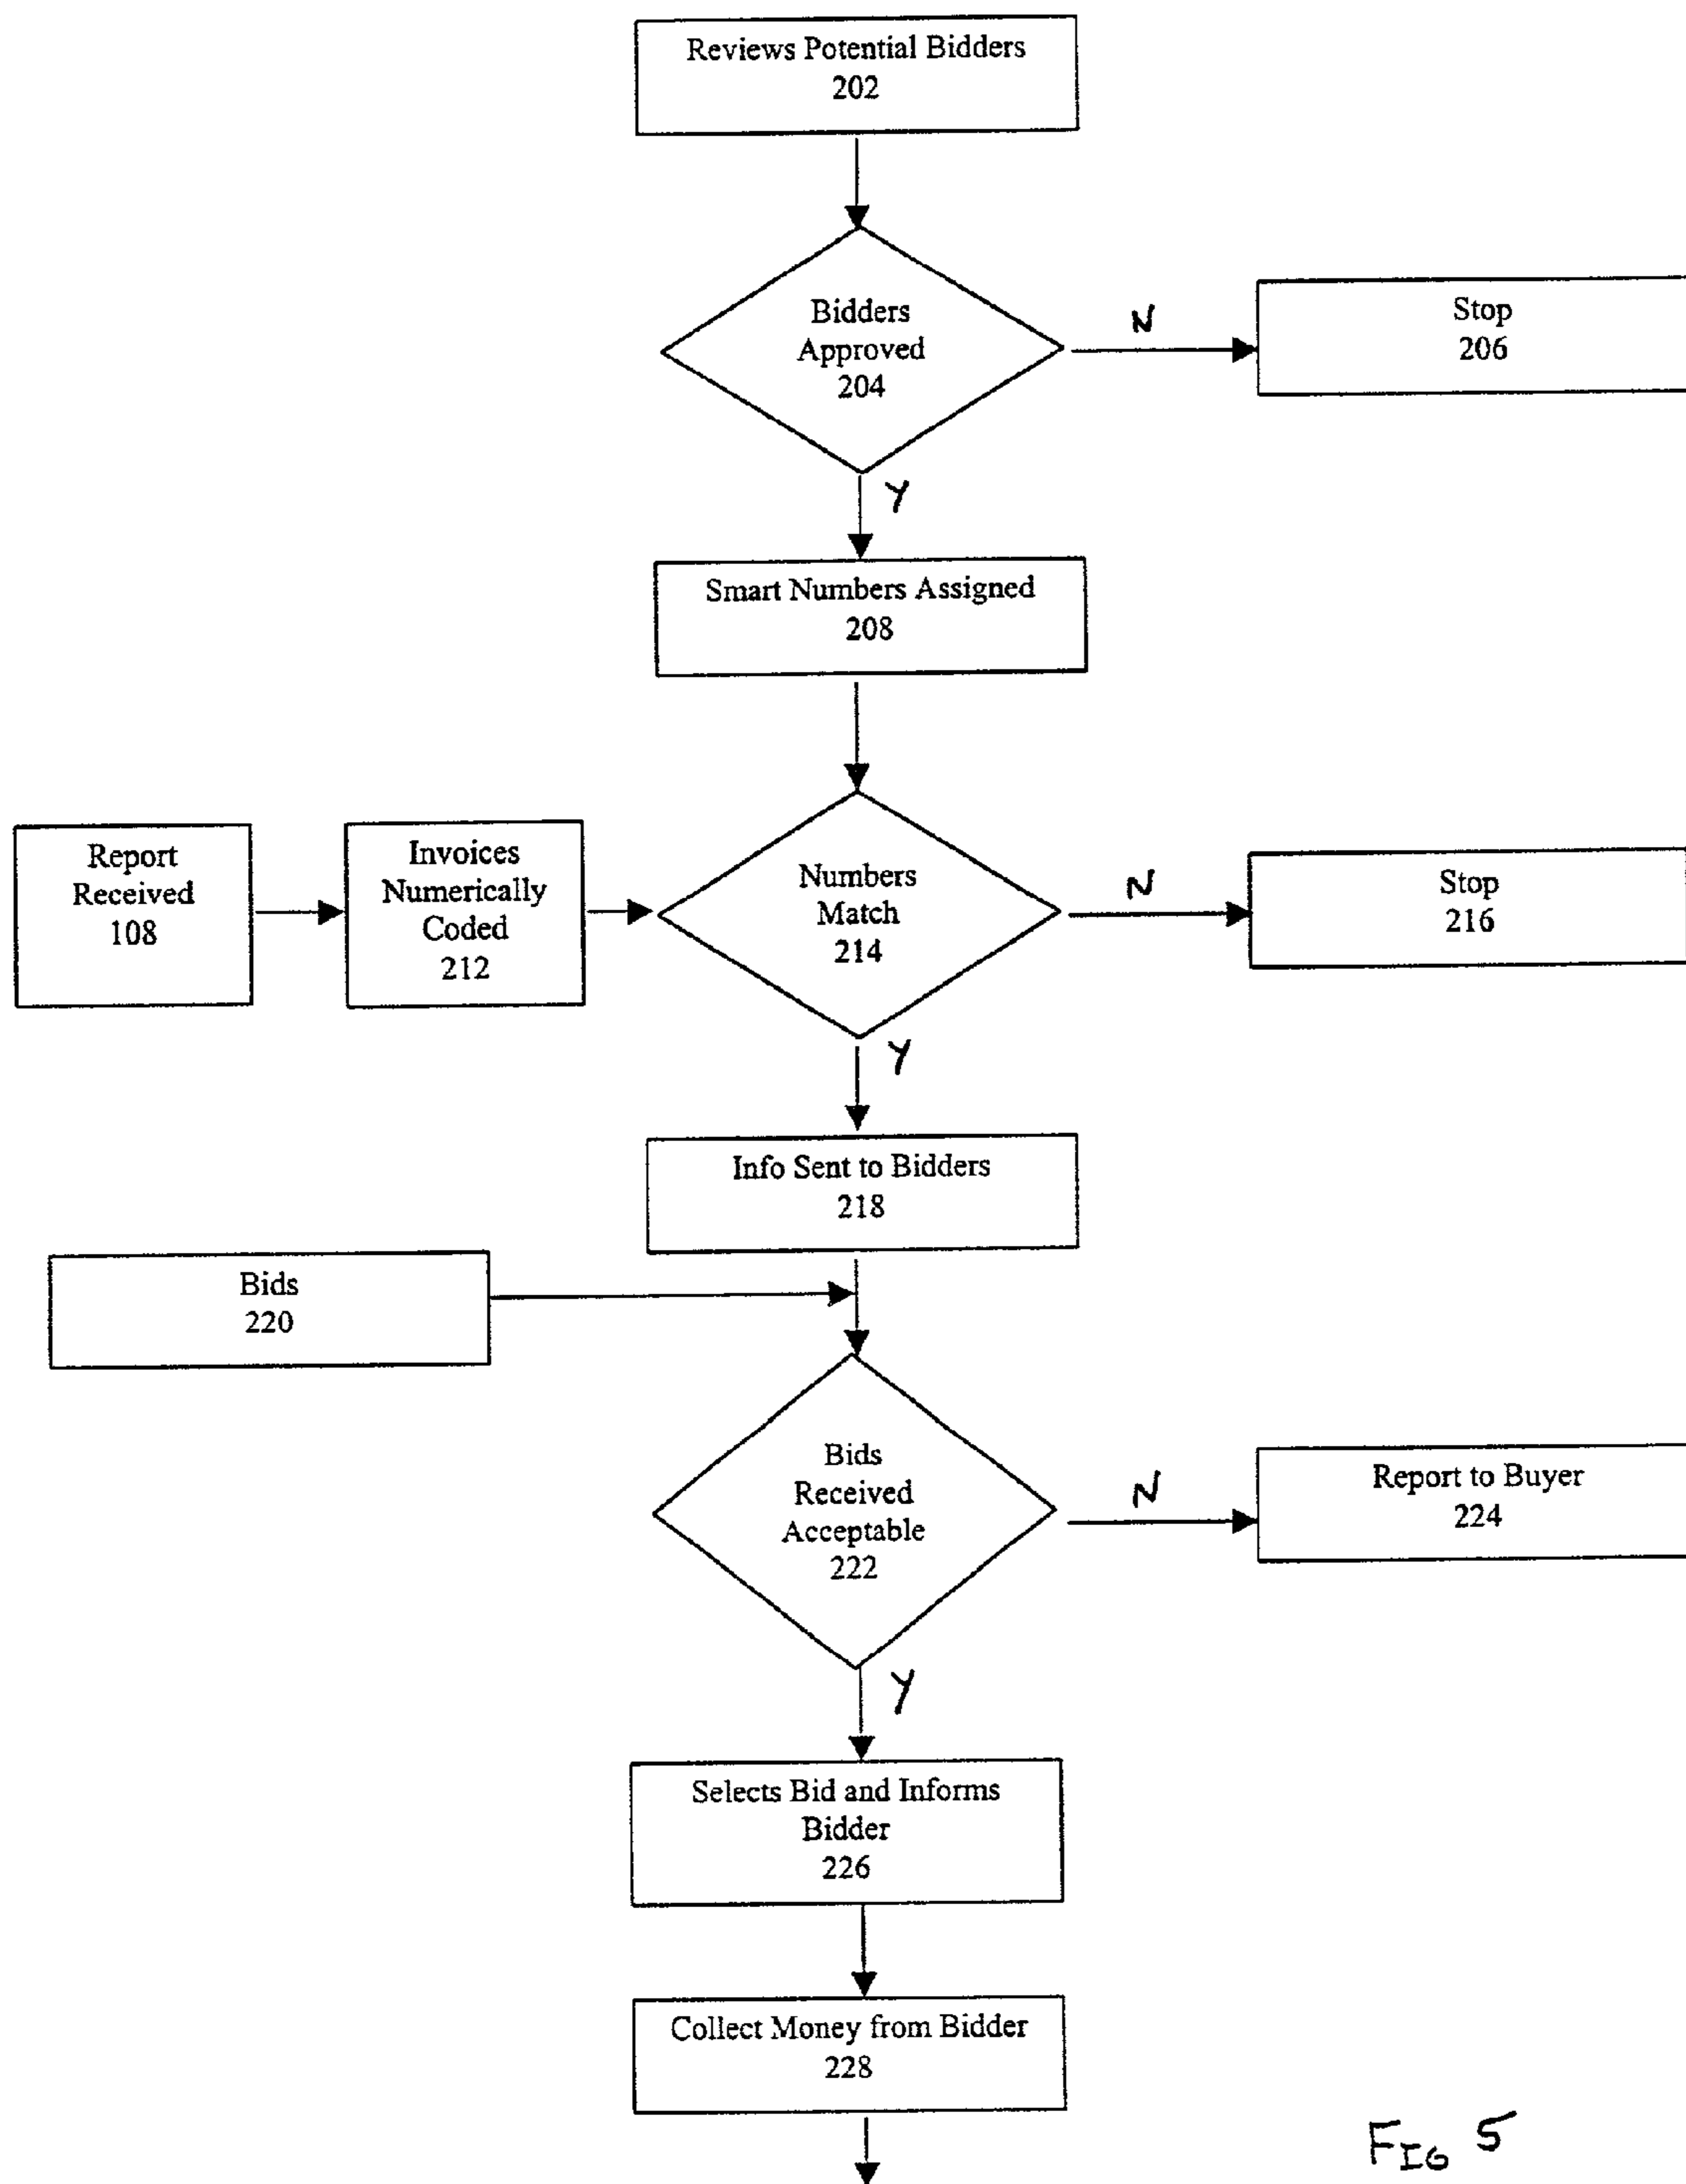 Reviews Potential Bidders
202
Bidders
Approved
204
N
Stop
206
Y
Smart Numbers Assigned
208
Report
Received
108
Invoices
Numerically
Coded
212
Numbers
Match
214
N
Stop
216
Y
Info Sent to Bidders
218
Bids
220
Bids
Received
Acceptable
222
N
Report to Buyer
224
Y
Selects Bid and Informs
Bidder
226
Collect Money from Bidder
228
FIG 5